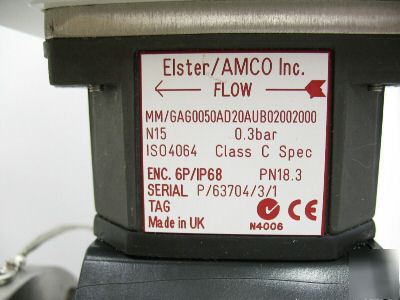 Elster/AMCO Inc.
FLOW
MM/GAG0050AD20AUB02002000
N15 0.3bar
ISO4064 Class C Spec
ENC. 6P/IP68 PN18.3
SERIAL P/63704/3/1
TAG
Made in UK N4006